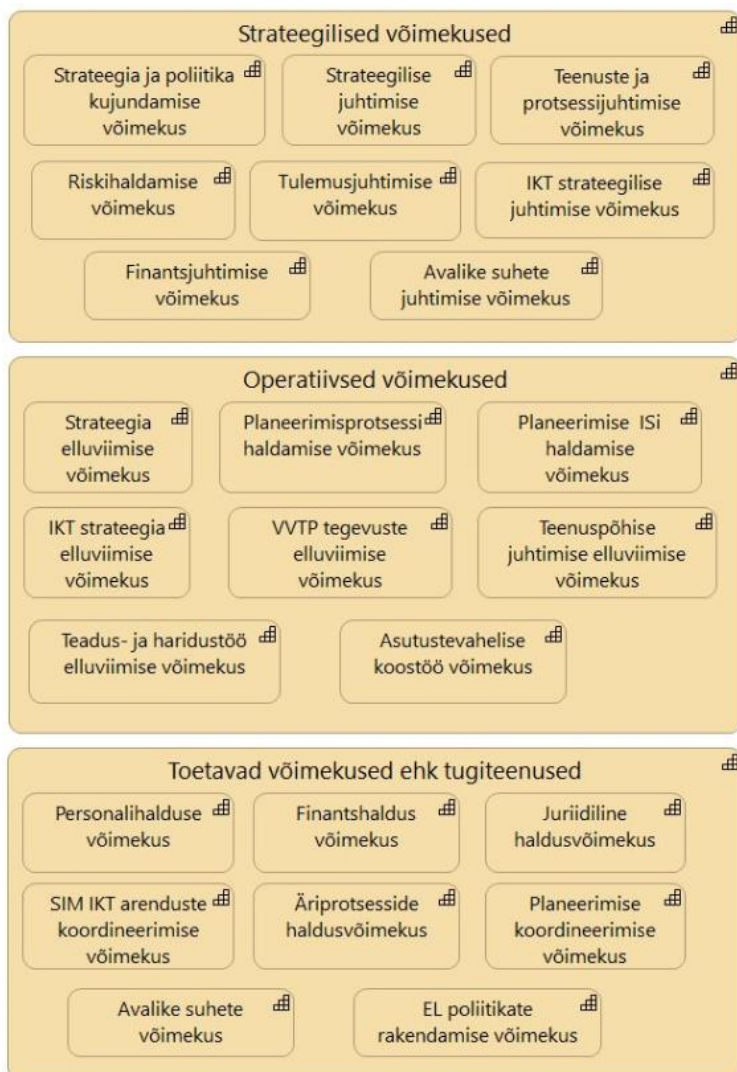 Strateegilised võimekused
Strateegia ja poliitika
kujundamise
võimekus
Strateegilise
juhtimise
võimekus
Teenuste ja
protsessijuhtimise
võimekus
Riskihaldamise
võimekus
Tulemusjuhtimise
võimekus
IKT strateegilise
juhtimise võimekus
Finantsjuhtimise
võimekus
Avalike suhete
juhtimise võimekus
Operatiivsed võimekused
Strateegia
elluviimise
võimekus
Planeerimisprotsessi
haldamise võimekus
Planeerimise ISi
haldamise
võimekus
IKT strateegia
elluviimise
võimekus
VVTP tegevuste
elluviimise
võimekus
Teenuspõhise
juhtimise elluviimise
võimekus
Teadus- ja haridustöö
elluviimise võimekus
Asutustevahelise
koostöö võimekus
Toetavad võimekused ehk tugiteenused
Personalihalduse
võimekus
Finantshaldus
võimekus
Juriidiline
haldusvõimekus
SIM IKT arenduste
koordineerimise
võimekus
Äriprotsesside
haldusvõimekus
Planeerimise
koordineerimise
võimekus
Avalike suhete
võimekus
EL poliitikate
rakendamise võimekus